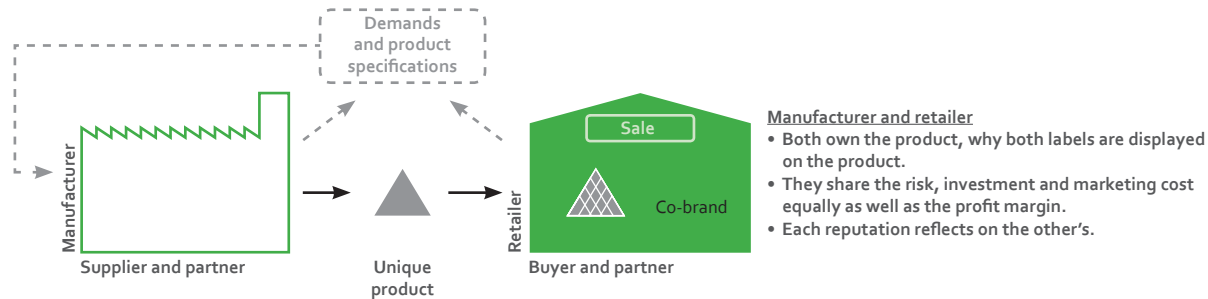 Demands
and product
specifications
Manufacturer
Supplier and partner
Unique
product
Retailer
Sale
Co-brand
Buyer and partner
Manufacturer and retailer
• Both own the product, why both labels are displayed
on the product.
• They share the risk, investment and marketing cost
equally as well as the profit margin.
• Each reputation reflects on the other's.